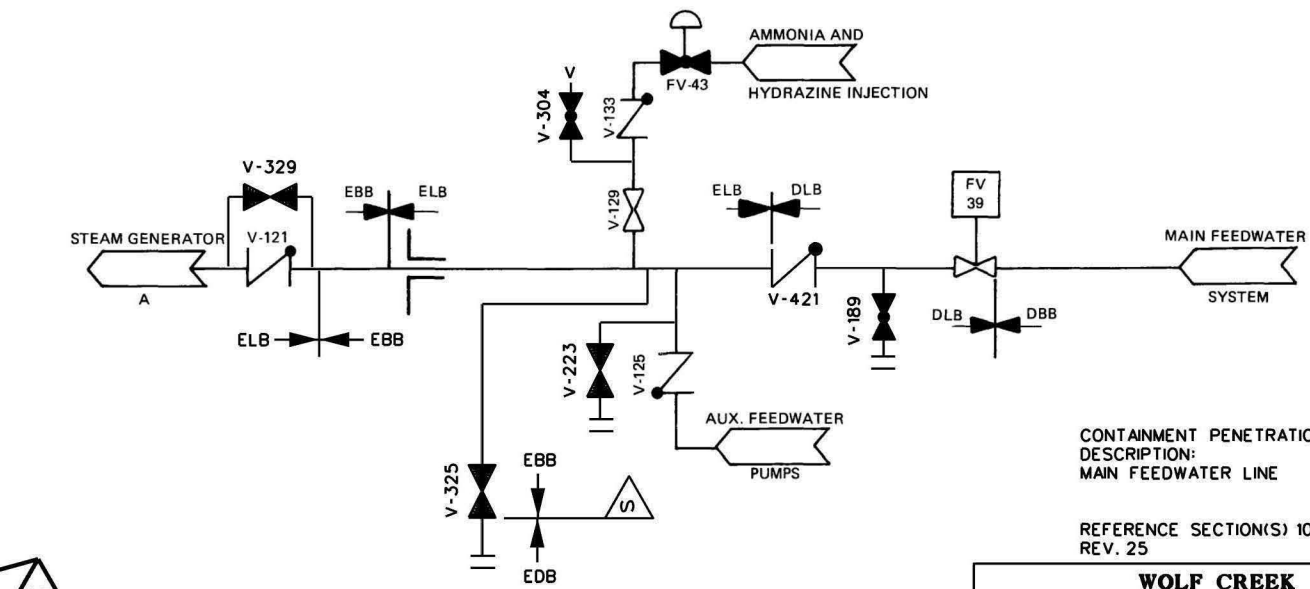 AMMONIA AND
HYDRAZINE INJECTION
FV-43
V
V-304
V-133
V-329
EBB
ELB
V-129
ELB
DLB
FV
39
STEAM GENERATOR
A
V-121
MAIN FEEDWATER
SYSTEM
V-421
V-189
DLB
DBB
ELB
EBB
V-223
V-125
AUX. FEEDWATER
PUMPS
V-325
EBB
S
EDB
CONTAINMENT PENETRATIO
DESCRIPTION:
MAIN FEEDWATER LINE
REFERENCE SECTION(S) 10
REV. 25
WOLF CREEK